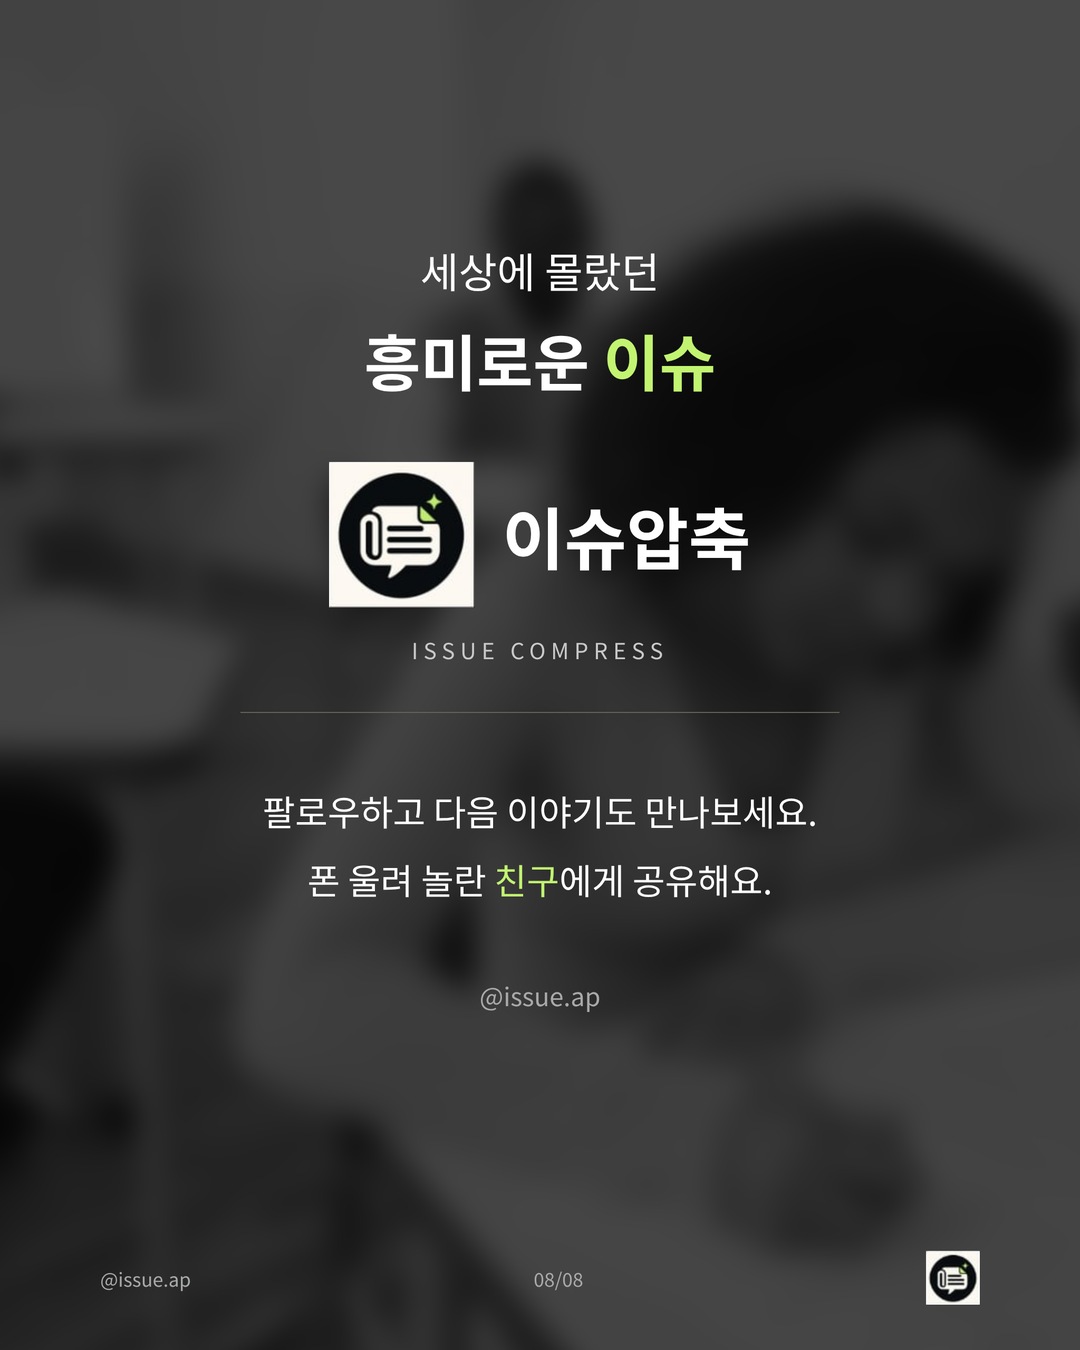 세상에 몰랐던
흥미로운 이슈
이슈압축
ISSUE COMPRESS
팔로우하고 다음 이야기도 만나보세요.
폰 울려 놀란 친구에게 공유해요.
@issue.ap
@issue.ap
08/08